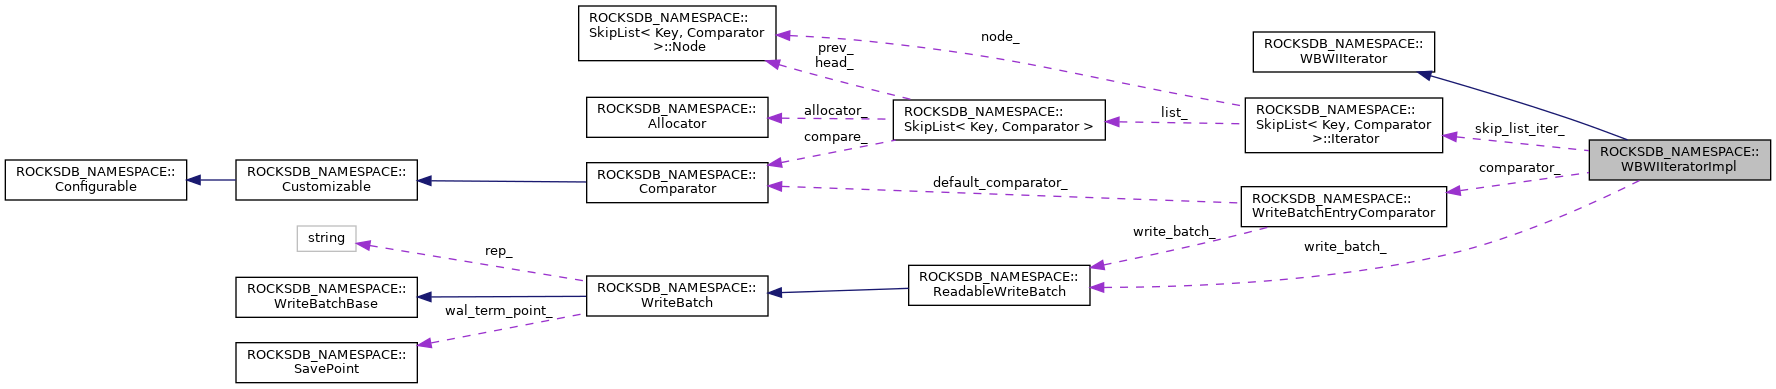 ROCKSDB_NAMESPACE::
SkipList< Key, Comparator
>::Node
node_
ROCKSDB_NAMESPACE::
WBWIIterator
prev_
head_
ROCKSDB_NAMESPACE::
Allocator
allocator_
ROCKSDB_NAMESPACE::
SkipList< Key, Comparator >
list_
ROCKSDB_NAMESPACE::
SkipList< Key, Comparator
>::Iterator
skip_list_iter_
ROCKSDB_NAMESPACE::
WBWIIteratorImpl
compare_
ROCKSDB_NAMESPACE::
Configurable
ROCKSDB_NAMESPACE::
Customizable
ROCKSDB_NAMESPACE::
Comparator
default_comparator_
comparator_
ROCKSDB_NAMESPACE::
WriteBatchEntryComparator
string
rep_
write_batch_
write_batch_
ROCKSDB_NAMESPACE::
WriteBatchBase
ROCKSDB_NAMESPACE::
WriteBatch
ROCKSDB_NAMESPACE::
ReadableWriteBatch
wal_term_point_
ROCKSDB_NAMESPACE::
SavePoint